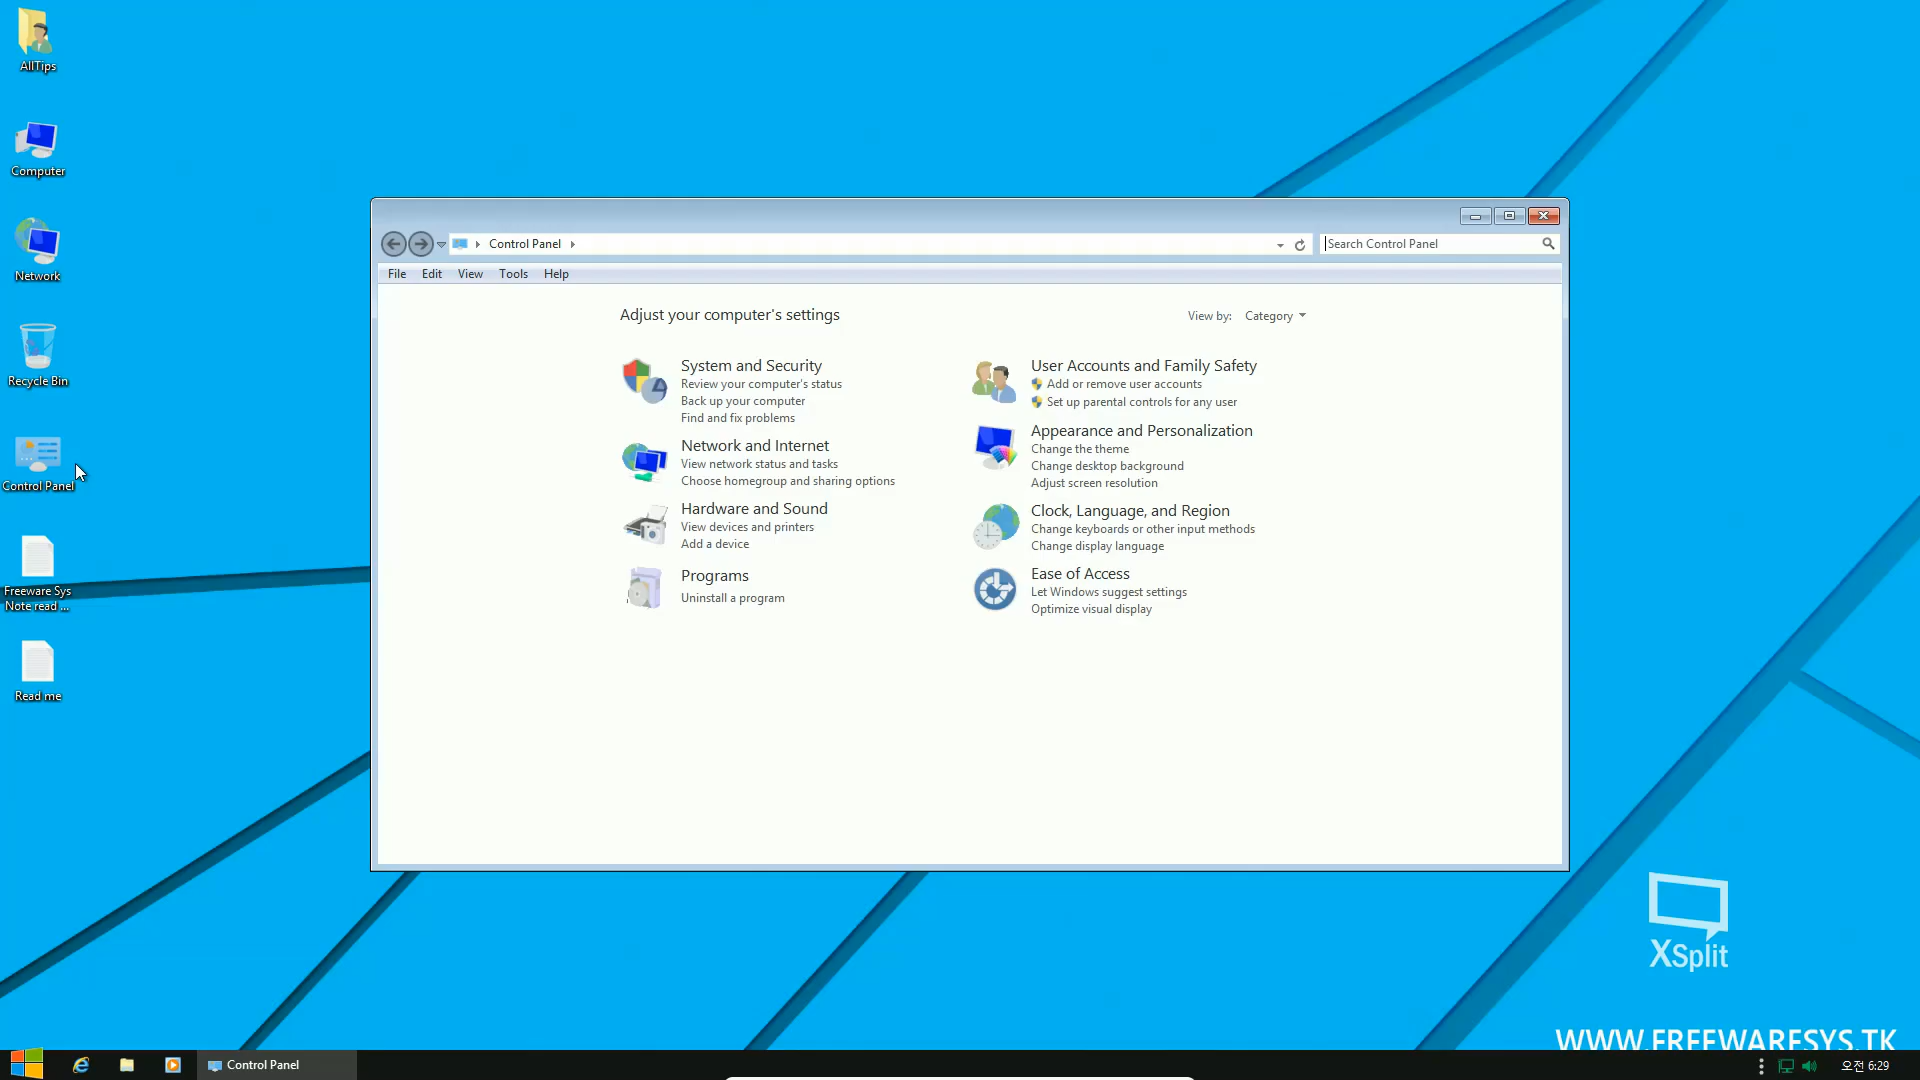 AllTips
Computer
Network
Recycle Bin
Control Panel
Freeware Sys
Note read ...
Read me
Control Panel
Search Control Panel
File Edit View Tools Help
Adjust your computer's settings
View by: Category
System and Security
Review your computer's status
Back up your computer
Find and fix problems
Network and Internet
View network status and tasks
Choose homegroup and sharing options
Hardware and Sound
View devices and printers
Add a device
Programs
Uninstall a program
User Accounts and Family Safety
Add or remove user accounts
Set up parental controls for any user
Appearance and Personalization
Change the theme
Change desktop background
Adjust screen resolution
Clock, Language, and Region
Change keyboards or other input methods
Change display language
Ease of Access
Let Windows suggest settings
Optimize visual display
XSplit
WWW.FREEWARESYS.TK
Control Panel
오전 6:29